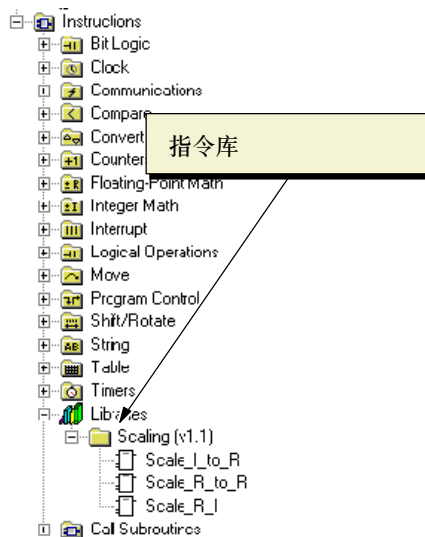 Instructions
Bit Logic
Clock
Communications
Compare
Convert
指令库
Counters
Floating-Point Math
Integer Math
Interrupt
Logical Operations
Move
Program Control
Shift/Rotate
String
Table
Timers
Libraries
Scaling (v1.1)
Scale_I_to_R
Scale_R_to_R
Scale_R_I
Call Subroutines